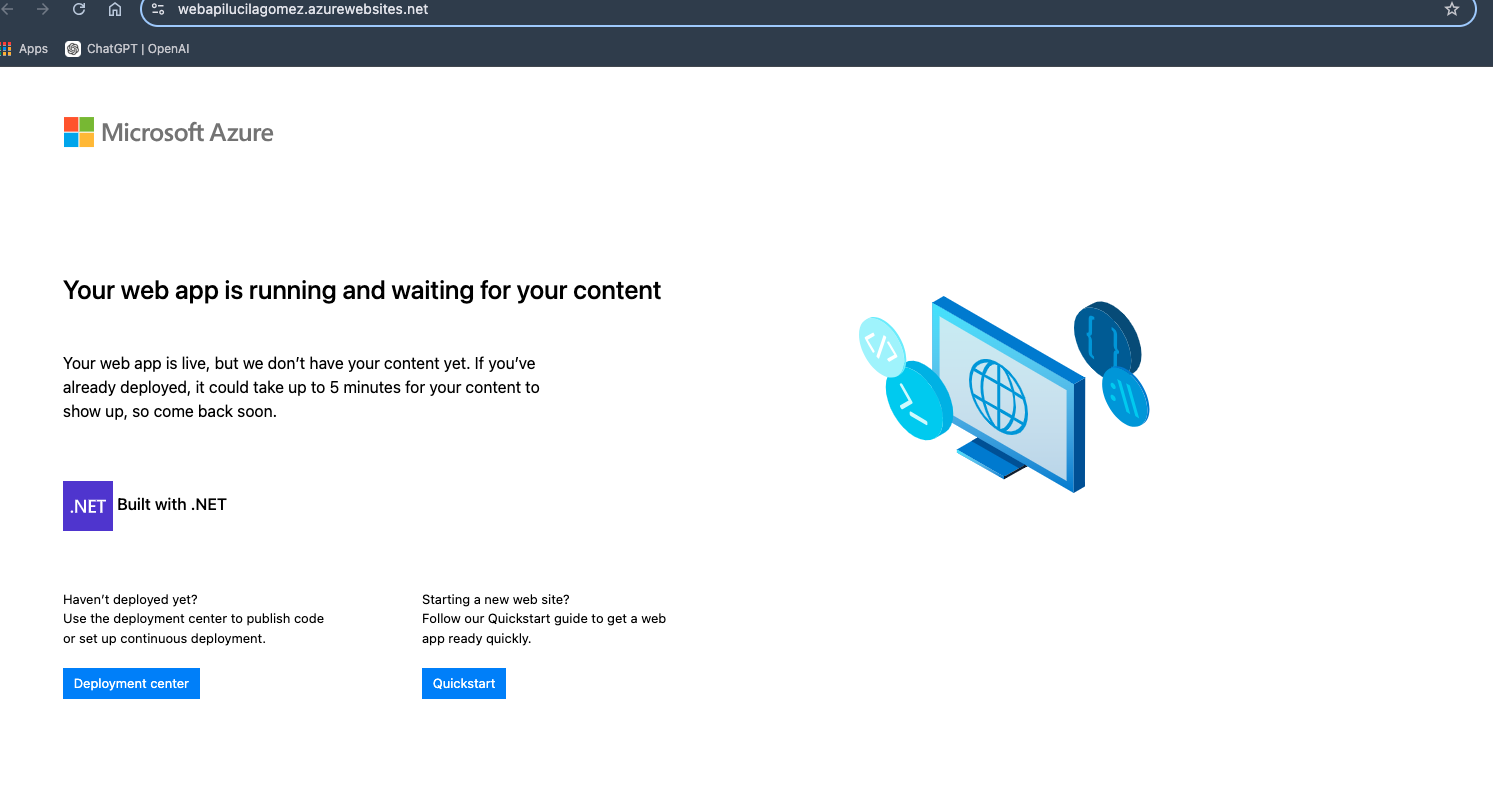 webapilucilagomez.azurewebsites.net
Apps
ChatGPT | OpenAI
Microsoft Azure
Your web app is running and waiting for your content
Your web app is live, but we don’t have your content yet. If you’ve
already deployed, it could take up to 5 minutes for your content to
show up, so come back soon.
.NET
Built with .NET
Haven’t deployed yet?
Use the deployment center to publish code
or set up continuous deployment.
Deployment center
Starting a new web site?
Follow our Quickstart guide to get a web
app ready quickly.
Quickstart